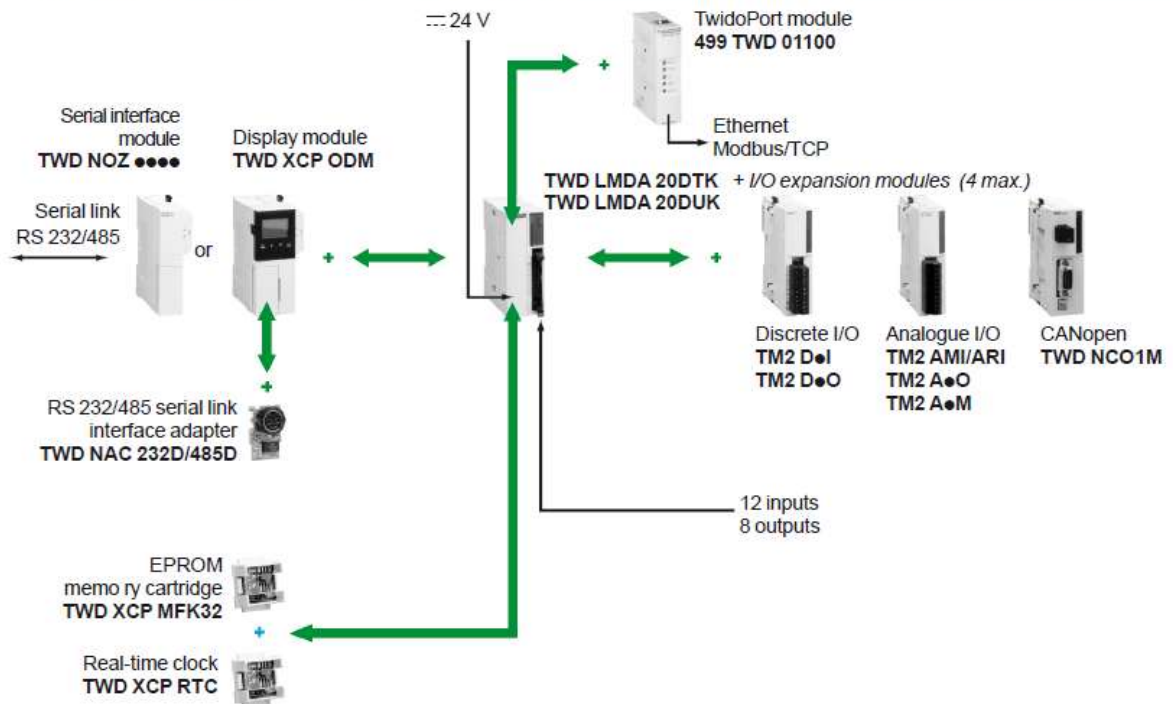 ⎓ 24 V
TwidoPort module
499 TWD 01100
Ethernet
Modbus/TCP
Serial interface
module
TWD NOZ ●●●●
Display module
TWD XCP ODM
Serial link
RS 232/485
or
+
+
+
TWD LMDA 20DTK + I/O expansion modules (4 max.)
TWD LMDA 20DUK
+
Discrete I/O
TM2 D●I
TM2 D●O
Analogue I/O
TM2 AMI/ARI
TM2 A●O
TM2 A●M
CANopen
TWD NCO1M
RS 232/485 serial link
interface adapter
TWD NAC 232D/485D
12 inputs
8 outputs
EPROM
memo ry cartridge
TWD XCP MFK32
+
Real-time clock
TWD XCP RTC